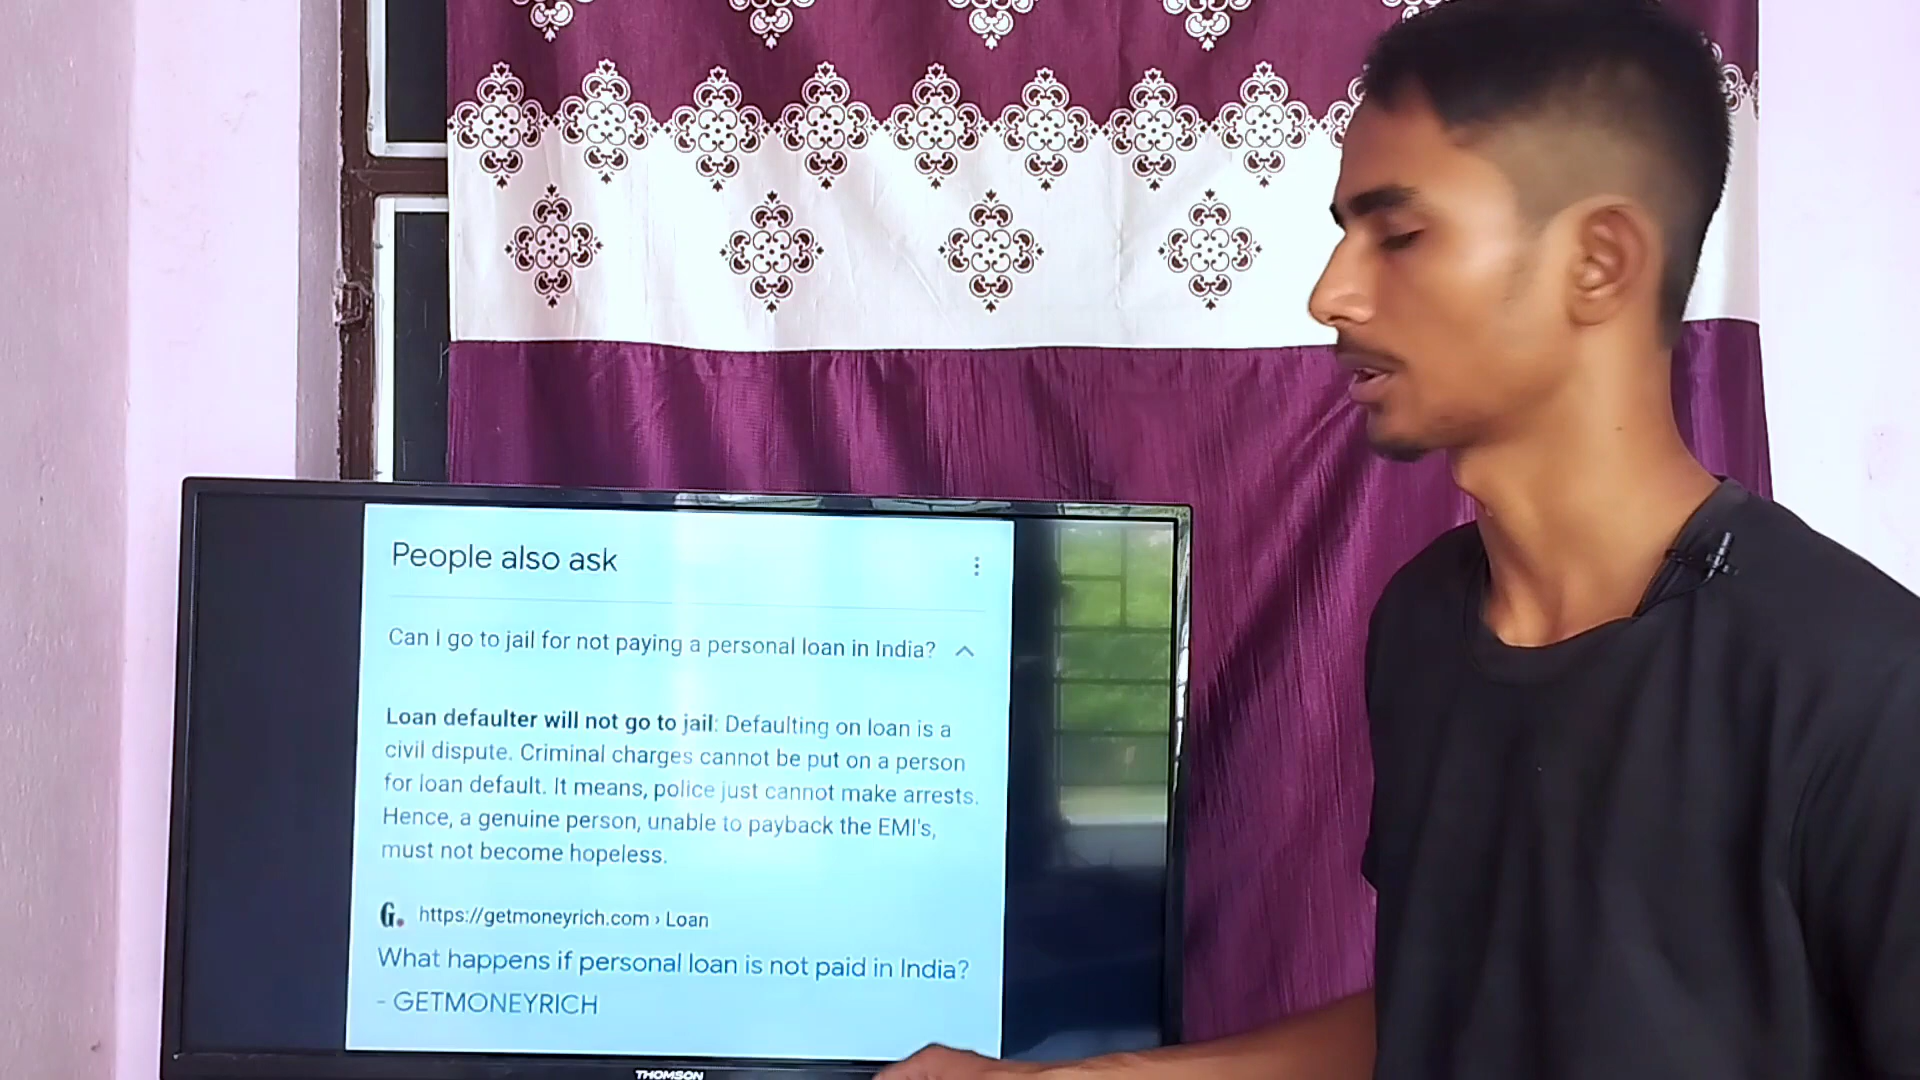 People also ask
Can I go to jail for not paying a personal loan in India?
Loan defaulter will not go to jail: Defaulting on loan is a
civil dispute. Criminal charges cannot be put on a person
for loan default. It means, police just cannot make arrests.
Hence, a genuine person, unable to payback the EMI's,
must not become hopeless.
G. https://getmoneyrich.com › Loan
What happens if personal loan is not paid in India?
- GETMONEYRICH
THOMSON